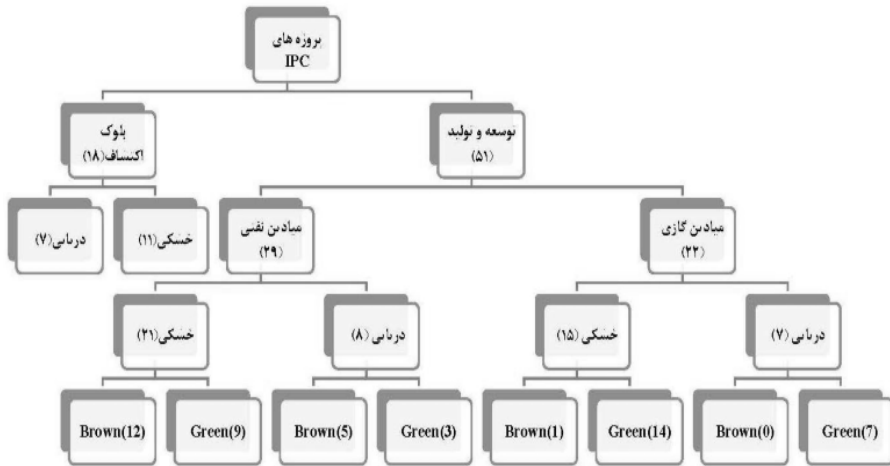 پروژه های
IPC
بلوک
اکتشاف(۱۸)
توسعه و تولید
(۵۱)
دریایی(۷)
خشکی(۱۱)
میادین نفتی
(۲۹)
میادین گازی
(۲۲)
خشکی(۲۱)
دریایی (۸)
خشکی (۱۵)
دریایی (۷)
Brown(12)
Green(9)
Brown(5)
Green(3)
Brown(1)
Green(14)
Brown(0)
Green(7)